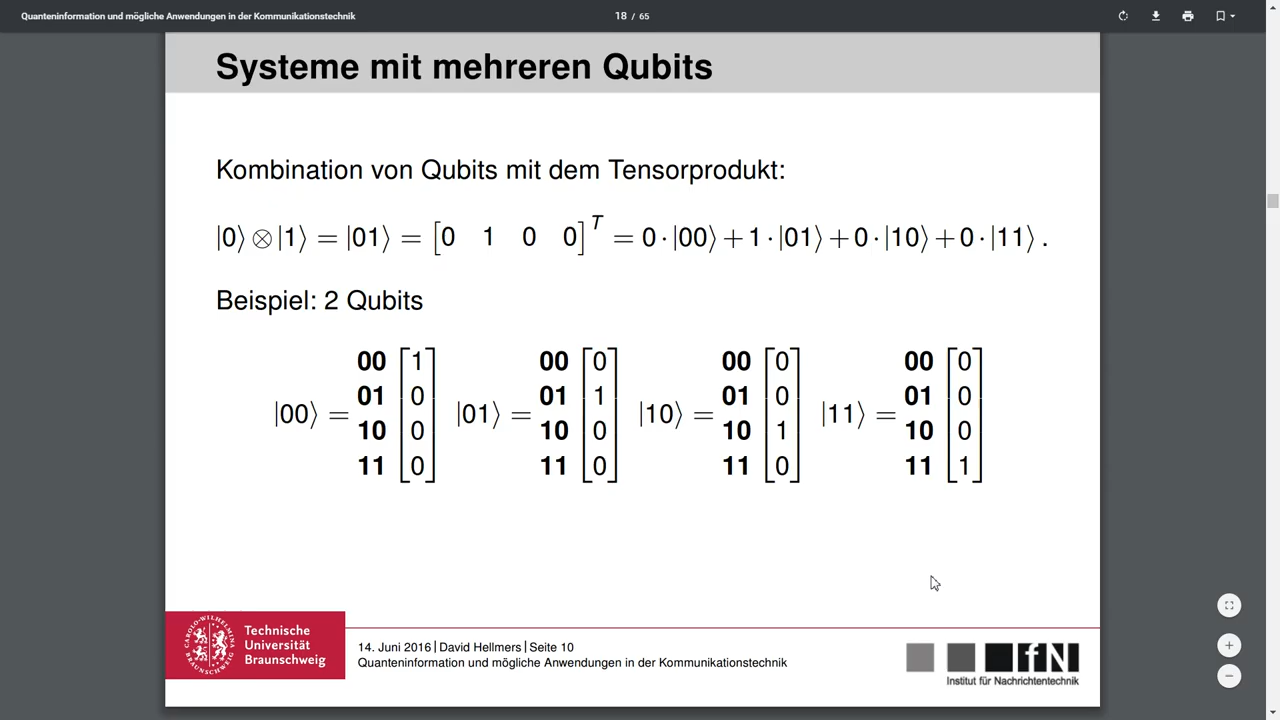 Quanteninformation und mögliche Anwendungen in der Kommunikationstechnik
18 / 65
Systeme mit mehreren Qubits
Kombination von Qubits mit dem Tensorprodukt:
|0⟩ ⊗ |1⟩ = |01⟩ = [0 1 0 0]ᵀ = 0·|00⟩ + 1·|01⟩ + 0·|10⟩ + 0·|11⟩ .
Beispiel: 2 Qubits
00 [1] 00 [0] 00 [0] 00 [0]
01 [0] 01 [1] 01 [0] 01 [0]
|00⟩ = |01⟩ = |10⟩ = |11⟩ =
10 [0] 10 [0] 10 [1] 10 [0]
11 [0] 11 [0] 11 [0] 11 [1]
CAROLO-WILHELMINA
BRAUNSCHWEIG
Technische
Universität
Braunschweig
14. Juni 2016 | David Hellmers | Seite 10
Quanteninformation und mögliche Anwendungen in der Kommunikationstechnik
IfN
Institut für Nachrichtentechnik